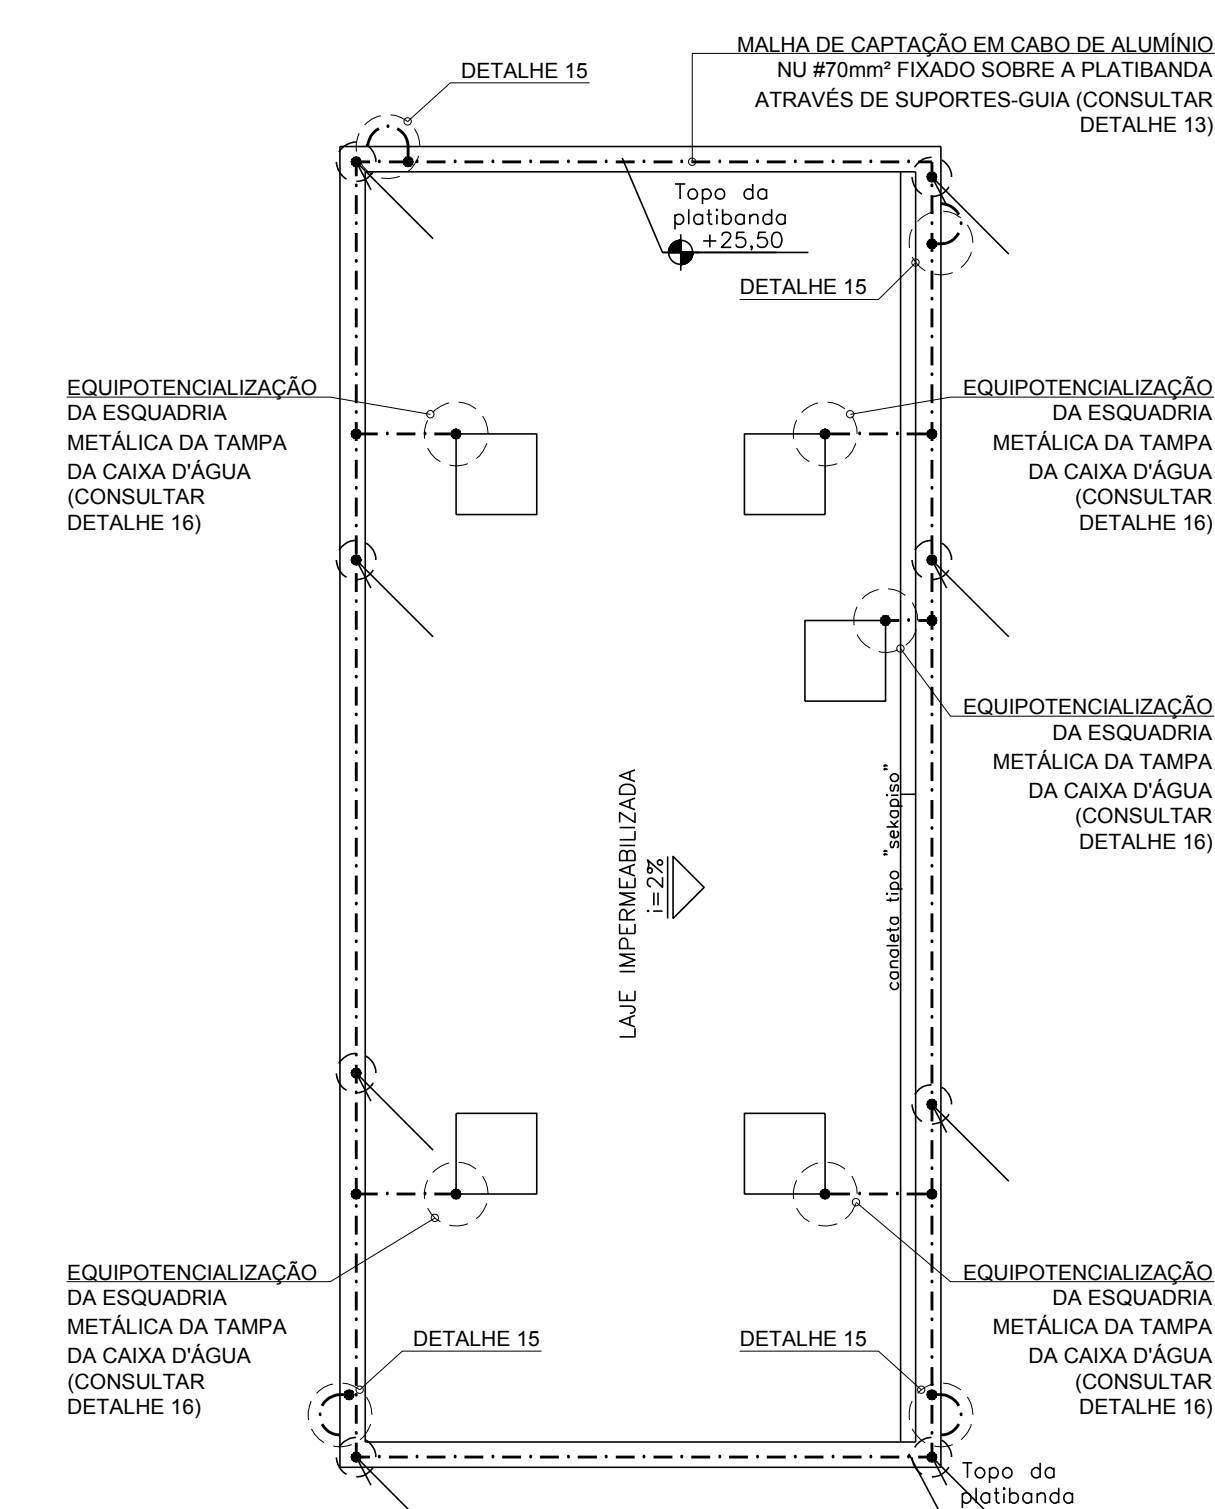 MALHA DE CAPTAÇÃO EM CABO DE ALUMÍNIO
NU #70mm² FIXADO SOBRE A PLATIBANDA
ATRAVÉS DE SUPORTES-GUIA (CONSULTAR
DETALHE 13)
DETALHE 15
Topo da
platibanda
+25,50
DETALHE 15
EQUIPOTENCIALIZAÇÃO
DA ESQUADRIA
METÁLICA DA TAMPA
DA CAIXA D'ÁGUA
(CONSULTAR
DETALHE 16)
EQUIPOTENCIALIZAÇÃO
DA ESQUADRIA
METÁLICA DA TAMPA
DA CAIXA D'ÁGUA
(CONSULTAR
DETALHE 16)
EQUIPOTENCIALIZAÇÃO
DA ESQUADRIA
METÁLICA DA TAMPA
DA CAIXA D'ÁGUA
(CONSULTAR
DETALHE 16)
LAJE IMPERMEABILIZADA
i=2%
canaleta tipo "sekapiso"
EQUIPOTENCIALIZAÇÃO
DA ESQUADRIA
METÁLICA DA TAMPA
DA CAIXA D'ÁGUA
(CONSULTAR
DETALHE 16)
DETALHE 15
DETALHE 15
EQUIPOTENCIALIZAÇÃO
DA ESQUADRIA
METÁLICA DA TAMPA
DA CAIXA D'ÁGUA
(CONSULTAR
DETALHE 16)
Topo da
platibanda